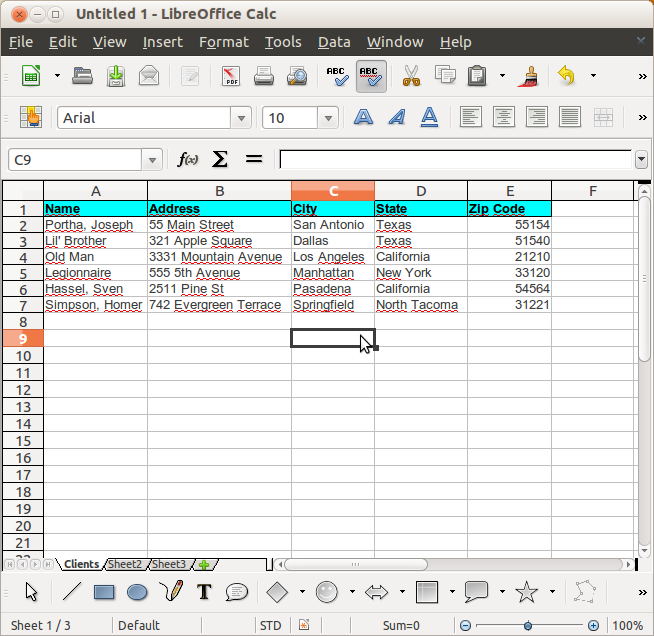 Untitled 1 - LibreOffice Calc
File Edit View Insert Format Tools Data Window Help
PDF ABC ABC
Arial 10 A A A
C9 f(x) Σ =
A B C D E F
1 Name Address City State Zip Code
2 Portha, Joseph 55 Main Street San Antonio Texas 55154
3 Lil' Brother 321 Apple Square Dallas Texas 51540
4 Old Man 3331 Mountain Avenue Los Angeles California 21210
5 Legionnaire 555 5th Avenue Manhattan New York 33120
6 Hassel, Sven 2511 Pine St Pasadena California 54564
7 Simpson, Homer 742 Evergreen Terrace Springfield North Tacoma 31221
8
9
10
11
12
13
14
15
16
17
18
19
20
21
22
Clients Sheet2 Sheet3
T
Sheet 1 / 3 Default STD Sum=0 100%